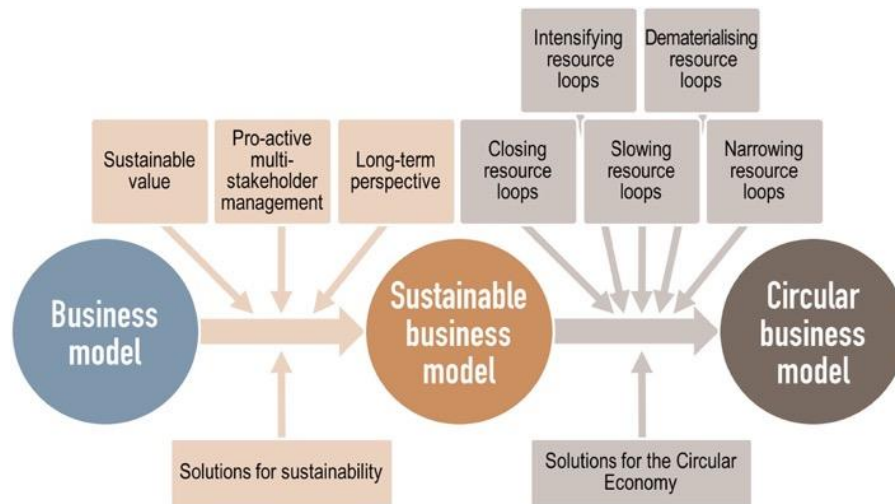 Intensifying
resource
loops
Dematerialising
resource
loops
Sustainable
value
Pro-active
multi-
stakeholder
management
Long-term
perspective
Closing
resource
loops
Slowing
resource
loops
Narrowing
resource
loops
Business
model
Sustainable
business
model
Circular
business
model
Solutions for sustainability
Solutions for the Circular
Economy